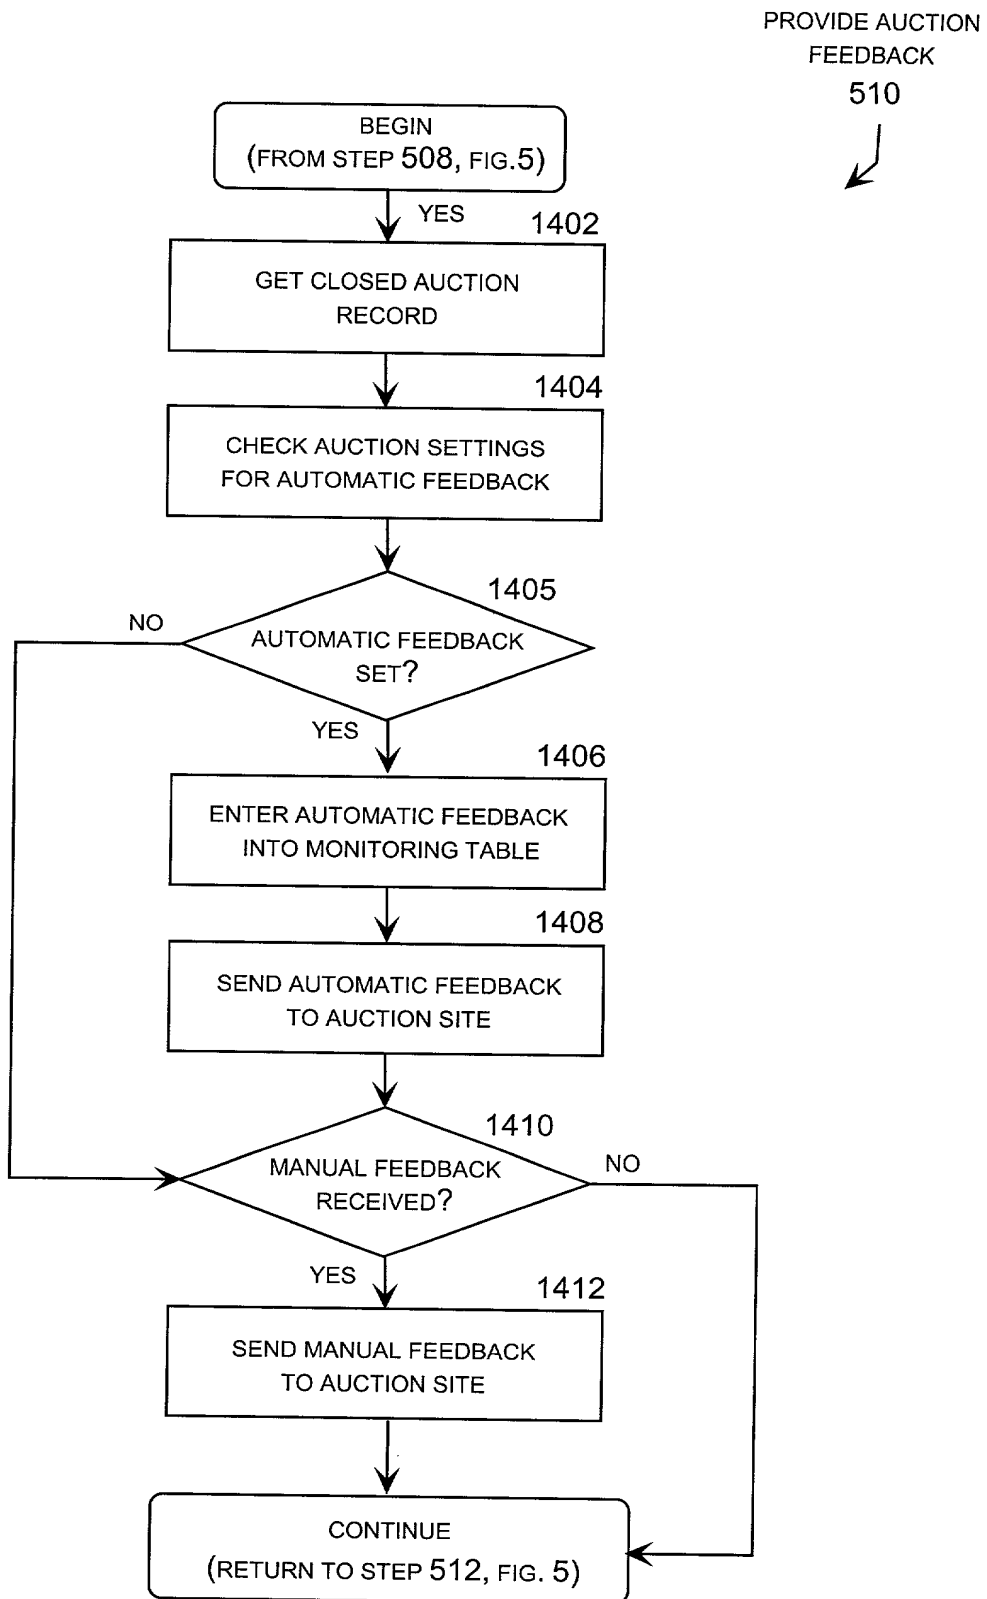 PROVIDE AUCTION
FEEDBACK
510
BEGIN
(FROM STEP 508, FIG.5)
YES
1402
GET CLOSED AUCTION
RECORD
1404
CHECK AUCTION SETTINGS
FOR AUTOMATIC FEEDBACK
1405
NO
AUTOMATIC FEEDBACK
SET?
YES
1406
ENTER AUTOMATIC FEEDBACK
INTO MONITORING TABLE
1408
SEND AUTOMATIC FEEDBACK
TO AUCTION SITE
1410
MANUAL FEEDBACK
RECEIVED?
NO
YES
1412
SEND MANUAL FEEDBACK
TO AUCTION SITE
CONTINUE
(RETURN TO STEP 512, FIG. 5)